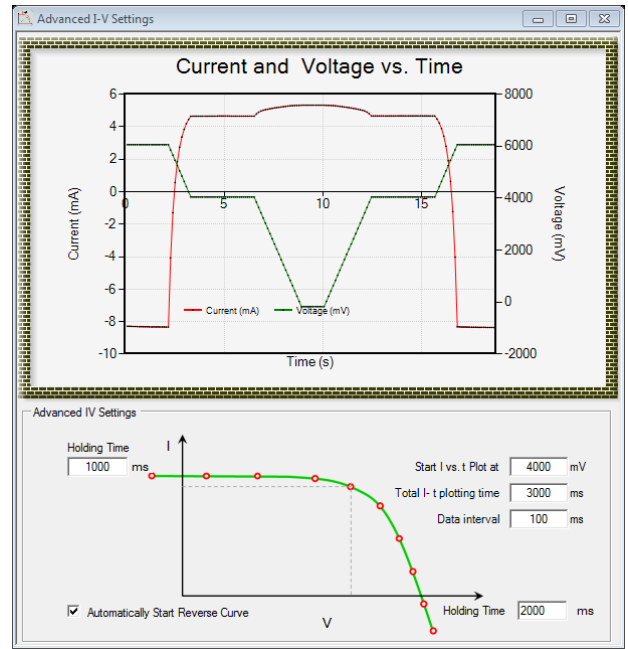 Advanced I-V Settings
Current and Voltage vs. Time
6
4
2
0
-2
-4
-6
-8
-10
Current (mA)
8000
6000
4000
2000
0
-2000
Voltage (mV)
0 5 10 15
Current (mA) Voltage (mV)
Time (s)
Advanced IV Settings
Holding Time
1000 ms
I
Start I vs. t Plot at 4000 mV
Total I- t plotting time 3000 ms
Data interval 100 ms
Automatically Start Reverse Curve
V
Holding Time 2000 ms